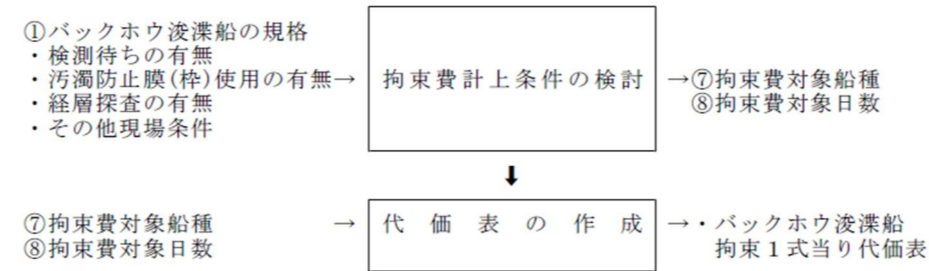 ①バックホウ浚渫船の規格
・検測待ちの有無
・汚濁防止膜(枠)使用の有無→
・経層探査の有無
・その他現場条件
拘束費計上条件の検討
→⑦拘束費対象船種
⑧拘束費対象日数
⬇
⑦拘束費対象船種 →
⑧拘束費対象日数
代価表の作成
→・バックホウ浚渫船
拘束1式当り代価表